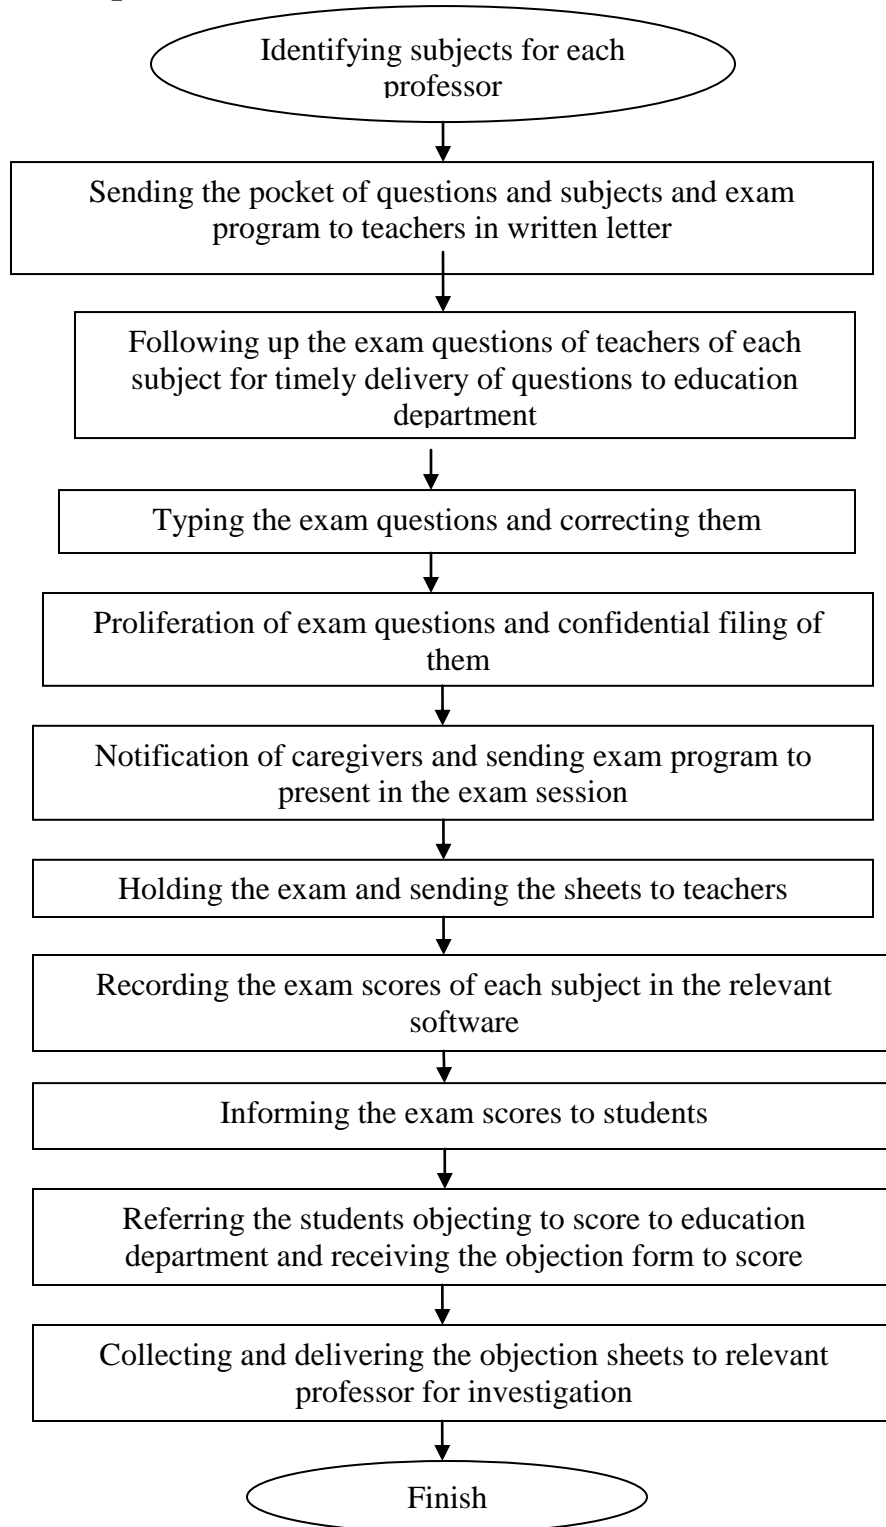 Identifying subjects for each
professor
Sending the pocket of questions and subjects and exam
program to teachers in written letter
Following up the exam questions of teachers of each
subject for timely delivery of questions to education
department
Typing the exam questions and correcting them
Proliferation of exam questions and confidential filing of
them
Notification of caregivers and sending exam program to
present in the exam session
Holding the exam and sending the sheets to teachers
Recording the exam scores of each subject in the relevant
software
Informing the exam scores to students
Referring the students objecting to score to education
department and receiving the objection form to score
Collecting and delivering the objection sheets to relevant
professor for investigation
Finish